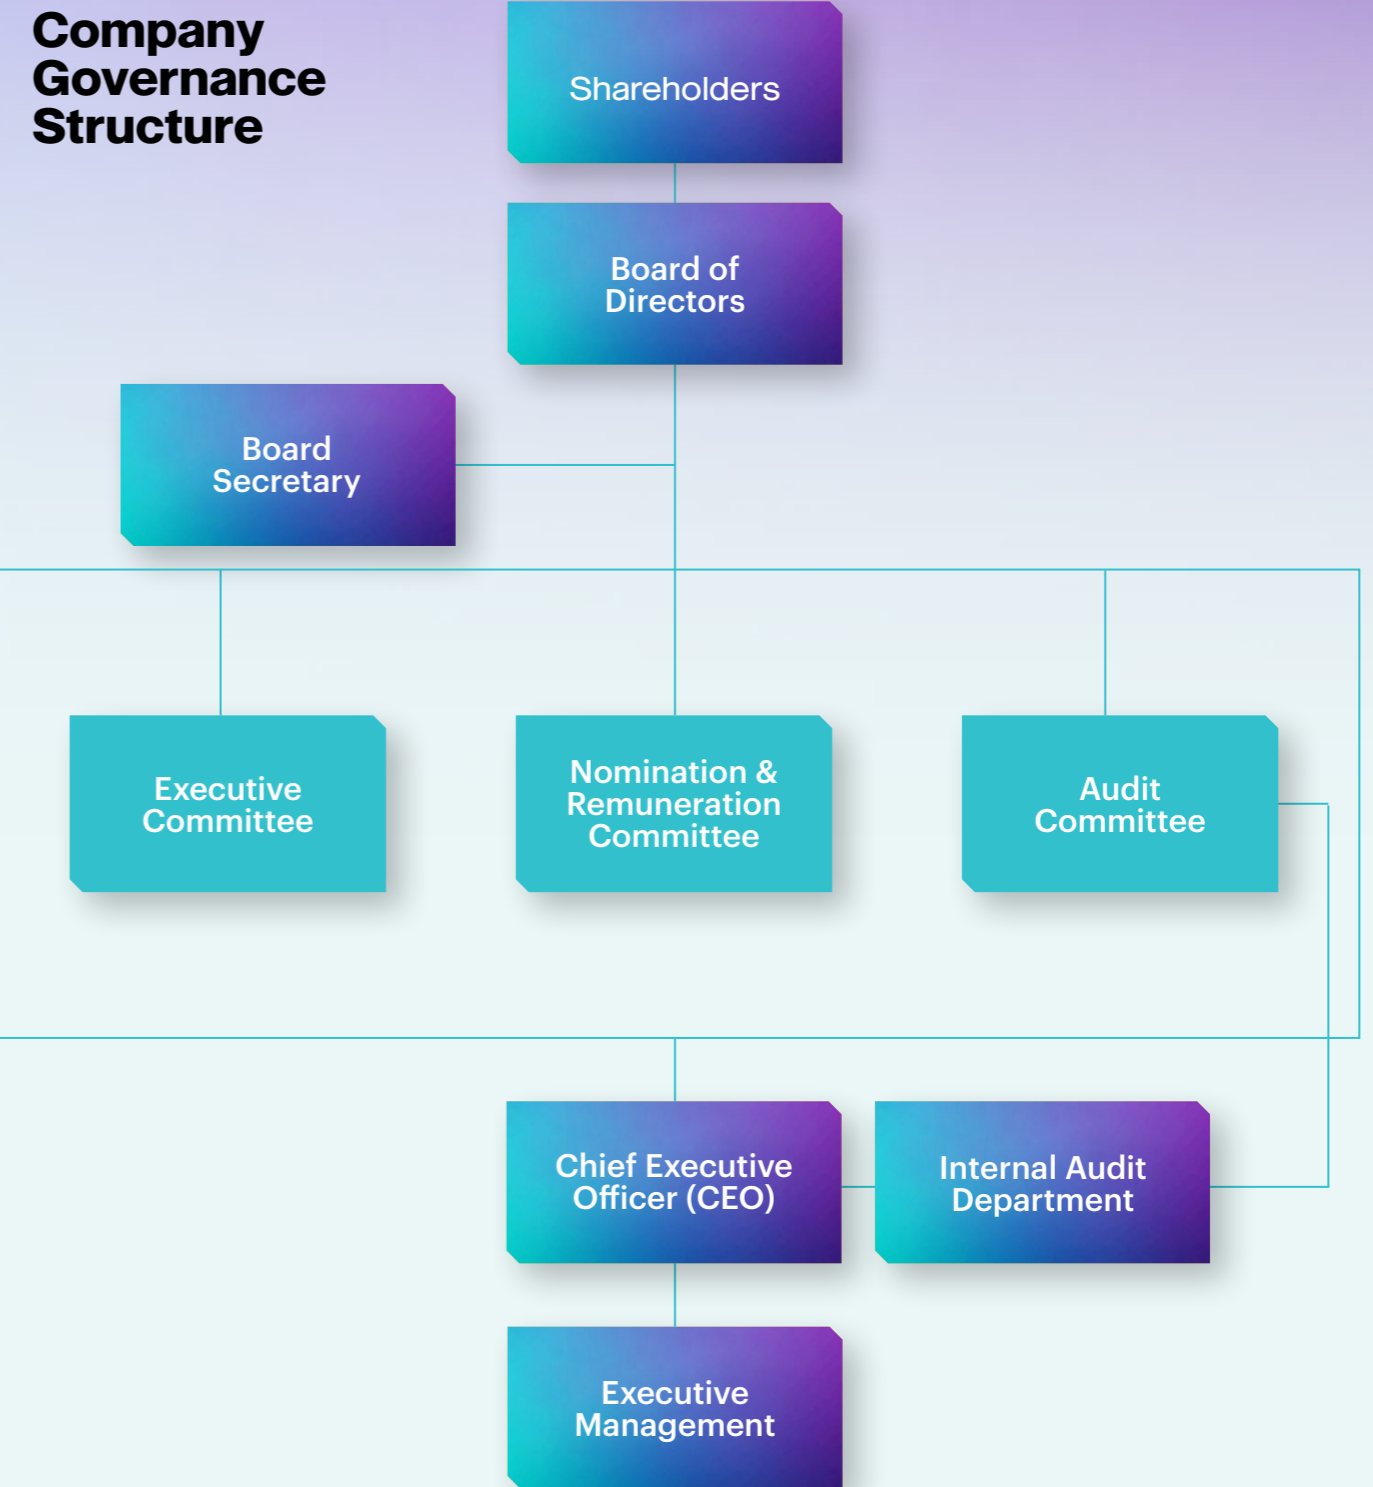 Company
Governance
Structure
Shareholders
Board of
Directors
Board
Secretary
Executive
Committee
Nomination &
Remuneration
Committee
Audit
Committee
Chief Executive
Officer (CEO)
Internal Audit
Department
Executive
Management